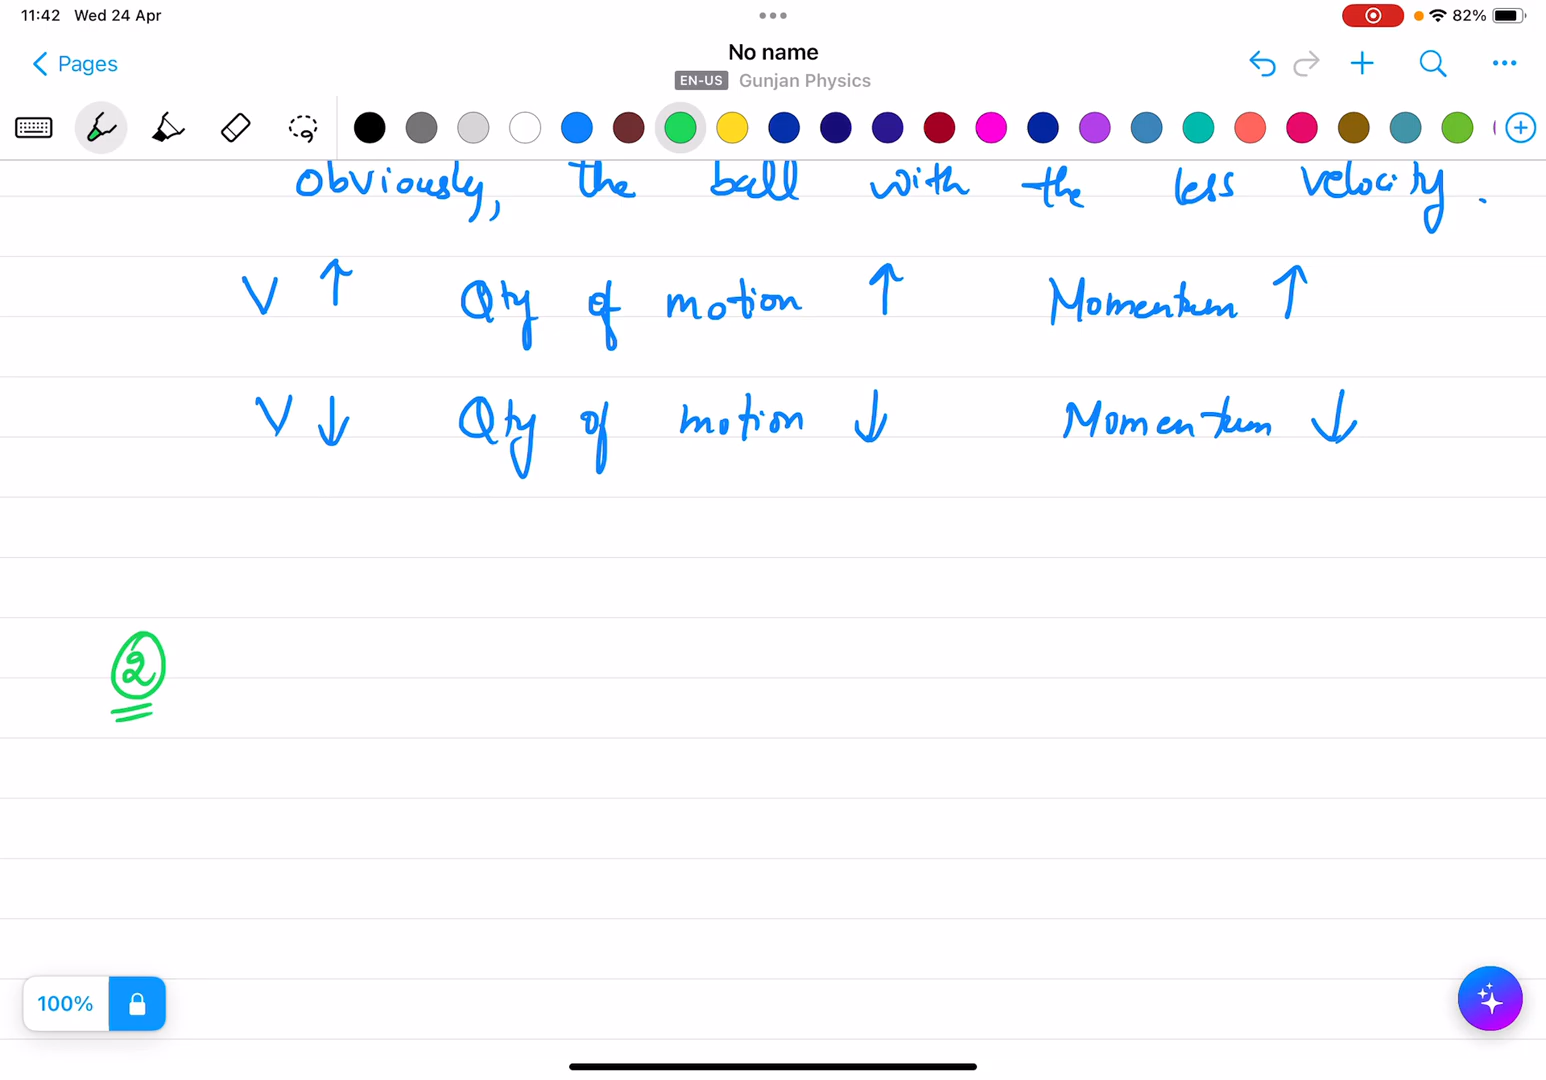 11:42 Wed 24 Apr 82%
No name
Pages
EN-US Gunjan Physics
Obviously, the ball with the less velocity.
V ↑ Qty of motion ↑ Momentum ↑
V ↓ Qty of motion ↓ Momentum ↓
2
100%